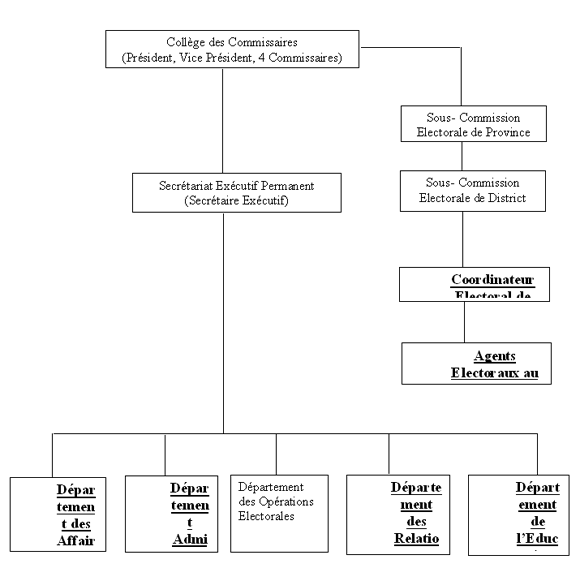 Collège des Commissaires
(Président, Vice Président, 4 Commissaires)
Sous- Commission
Electorale de Province
Secrétariat Exécutif Permanent
(Secrétaire Exécutif)
Sous- Commission
Electorale de District
Coordinateur
Electoral de
Agents
Electoraux au
Dépar
temen
t des
Affair
Dépar
temen
t
Admi
Département
des Opérations
Electorales
Départe
ment
des
Relatio
Départ
ement
de
l’Educ